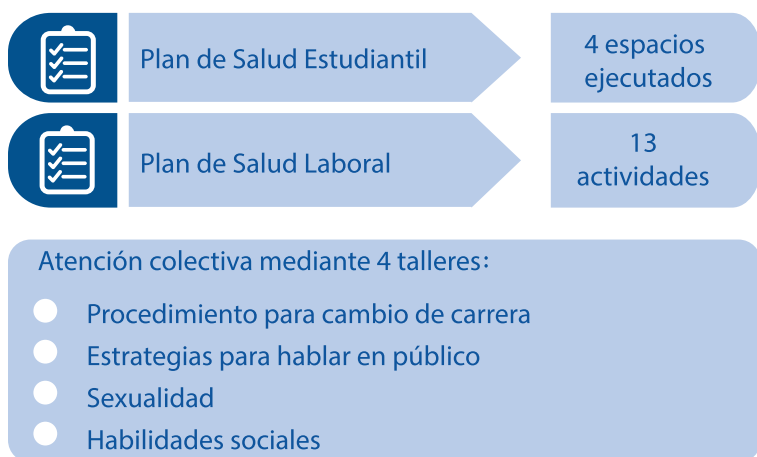 Plan de Salud Estudiantil
4 espacios
ejecutados
Plan de Salud Laboral
13
actividades
Atención colectiva mediante 4 talleres:
Procedimiento para cambio de carrera
Estrategias para hablar en público
Sexualidad
Habilidades sociales